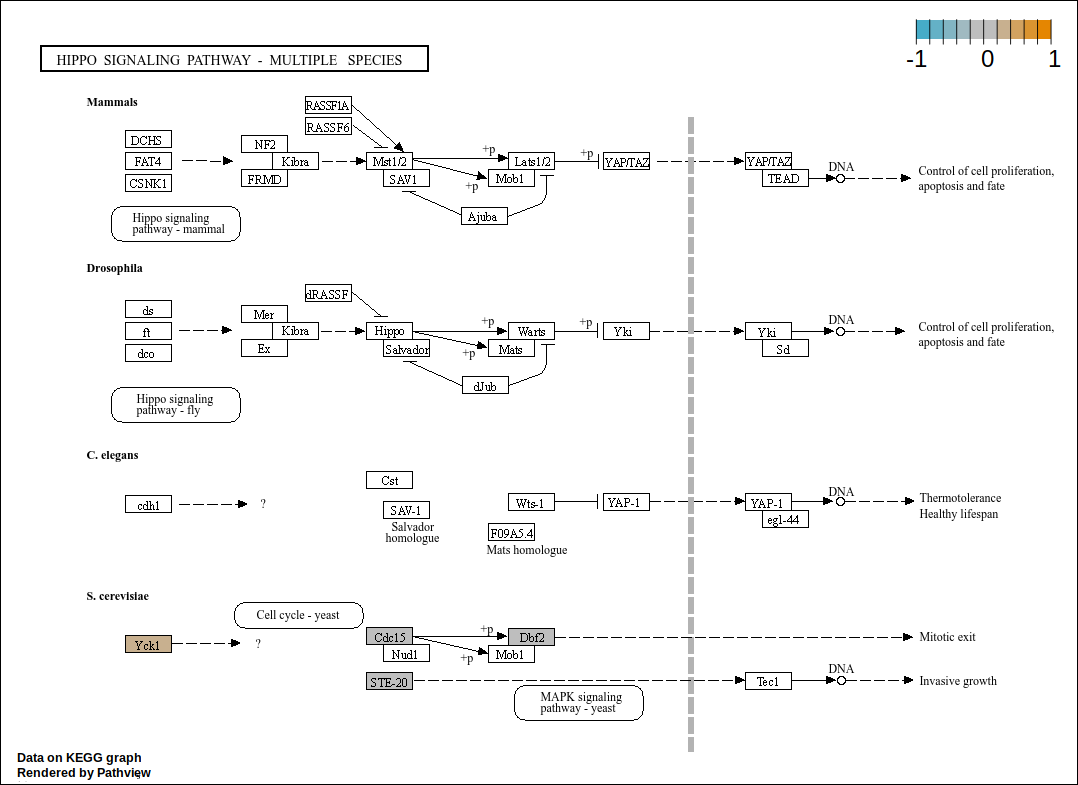 HIPPO SIGNALING PATHWAY - MULTIPLE SPECIES
-1 0 1
Mammals
RASSF1A
RASSF6
DCHS
FAT4
CSNK1
NF2
Kibra
FRMD
Mst1/2
SAV1
+p
+p
Lats1/2
Mob1
+p
YAP/TAZ
YAP/TAZ
TEAD
DNA
Control of cell proliferation,
apoptosis and fate
Ajuba
Hippo signaling
pathway - mammal
Drosophila
dRASSF
ds
ft
dco
Mer
Kibra
Ex
Hippo
Salvador
+p
+p
Warts
Mats
+p
Yki
Yki
Sd
DNA
Control of cell proliferation,
apoptosis and fate
dJub
Hippo signaling
pathway - fly
C. elegans
cdh1
?
Cst
SAV-1
Salvador
homologue
Wts-1
F09A5.4
Mats homologue
YAP-1
YAP-1
egl-44
DNA
Thermotolerance
Healthy lifespan
S. cerevisiae
Cell cycle - yeast
Yck1
?
Cdc15
Nud1
+p
+p
Dbf2
Mob1
Mitotic exit
STE-20
Tec1
DNA
Invasive growth
MAPK signaling
pathway - yeast
Data on KEGG graph
Rendered by Pathview